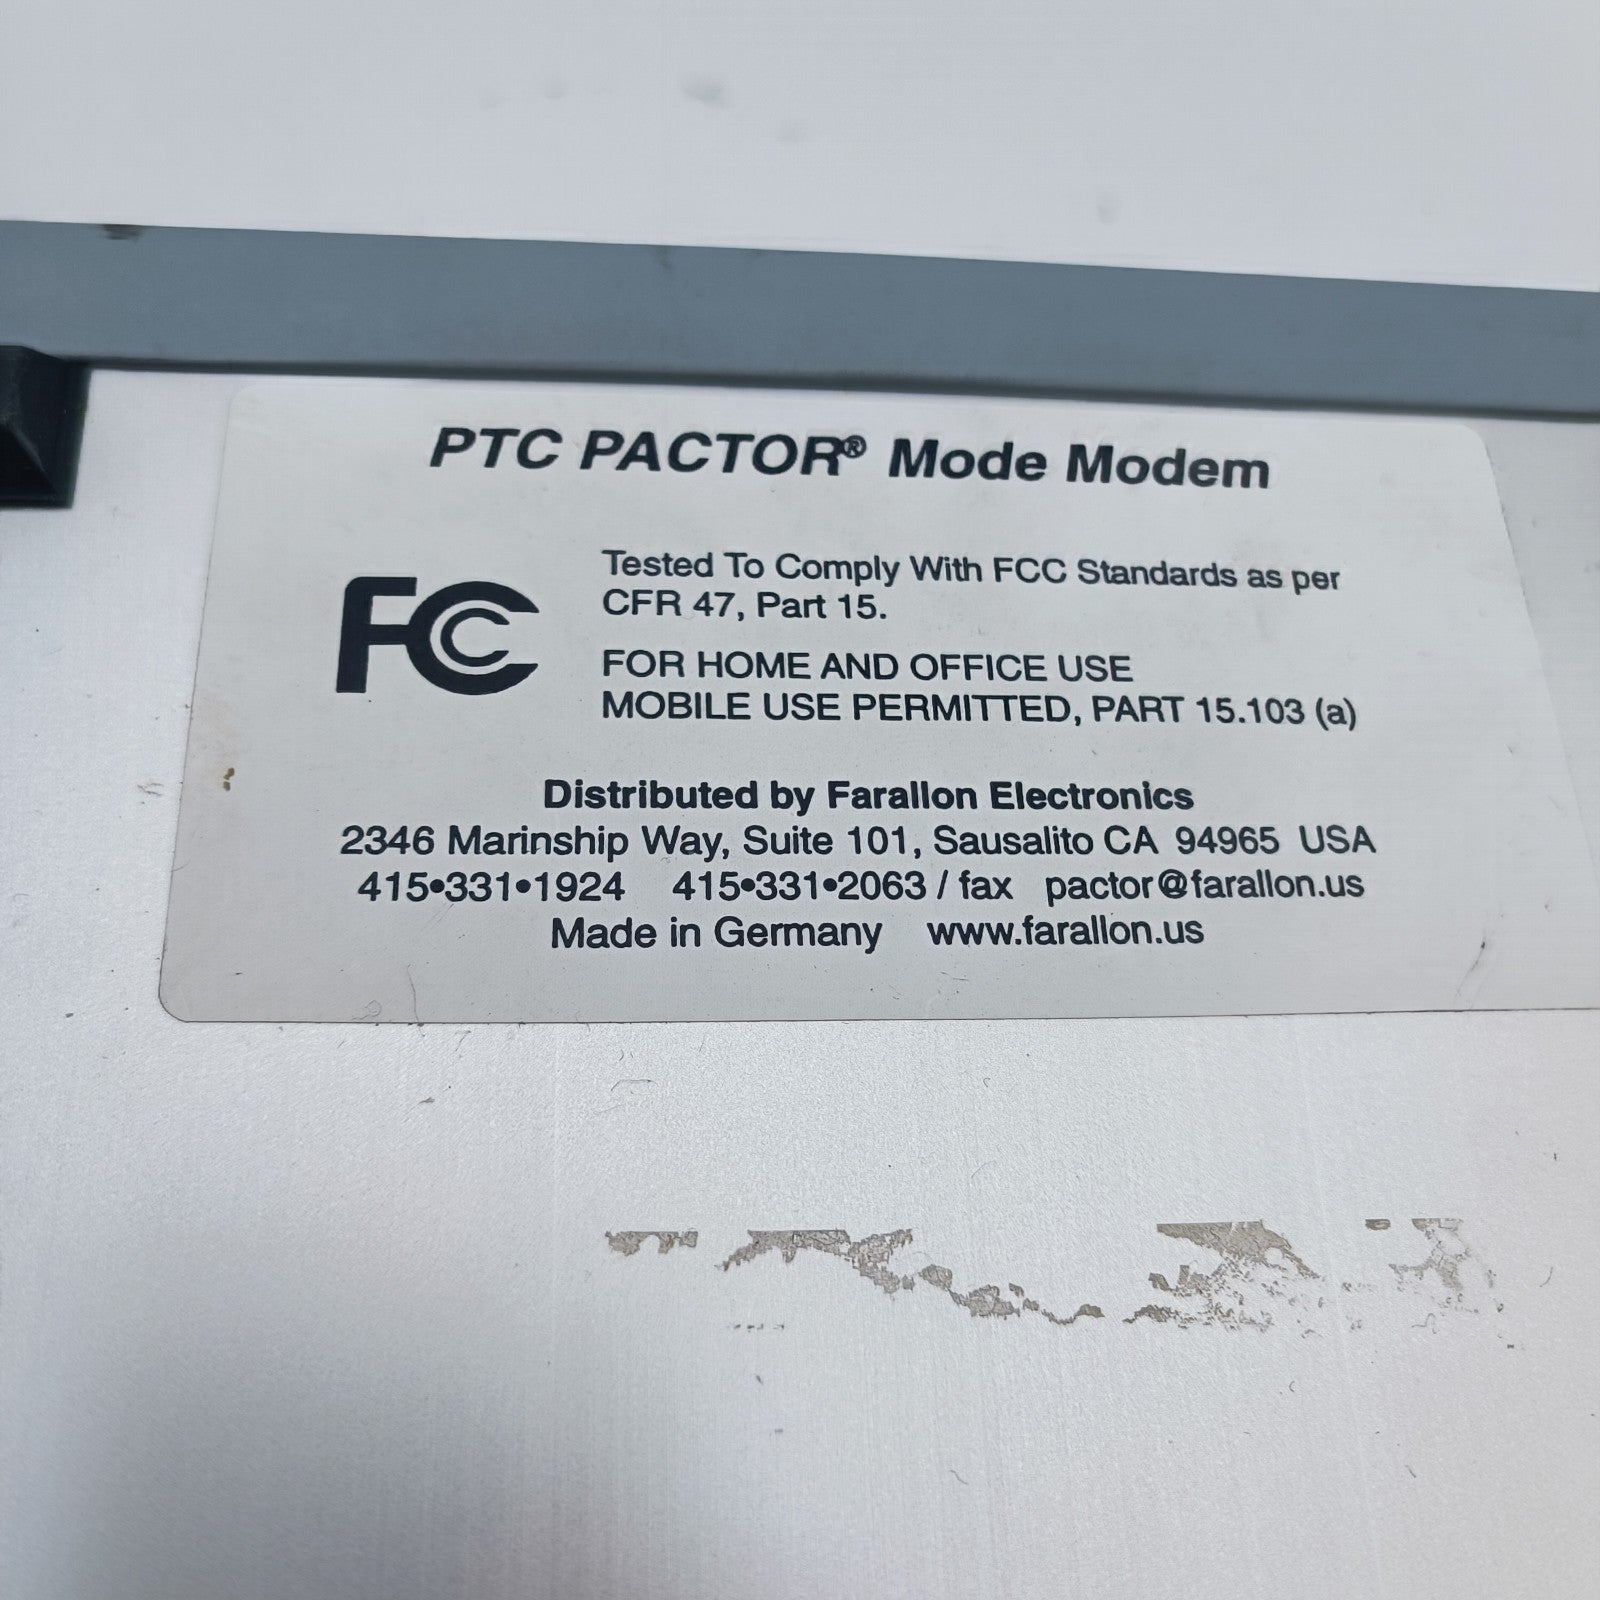 PTC PACTOR® Mode Modem
FCC
Tested To Comply With FCC Standards as per
CFR 47, Part 15.
FOR HOME AND OFFICE USE
MOBILE USE PERMITTED, PART 15.103 (a)
Distributed by Farallon Electronics
2346 Marinship Way, Suite 101, Sausalito CA 94965 USA
415•331•1924 415•331•2063 / fax pactor@farallon.us
Made in Germany www.farallon.us